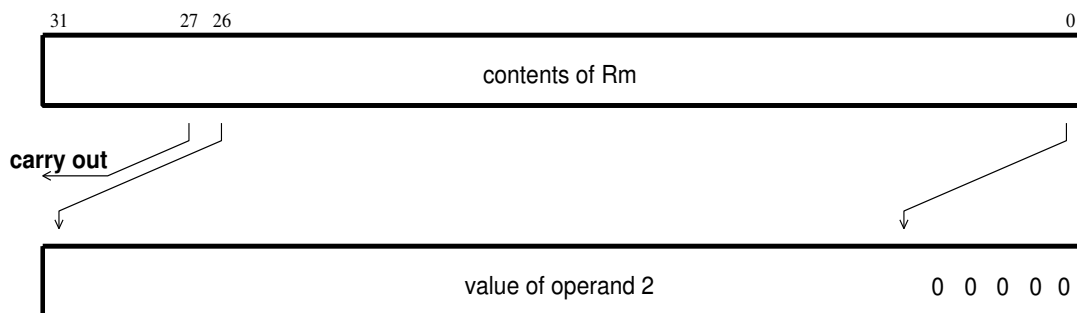 31 27 26 0
contents of Rm
carry out
value of operand 2 0 0 0 0 0